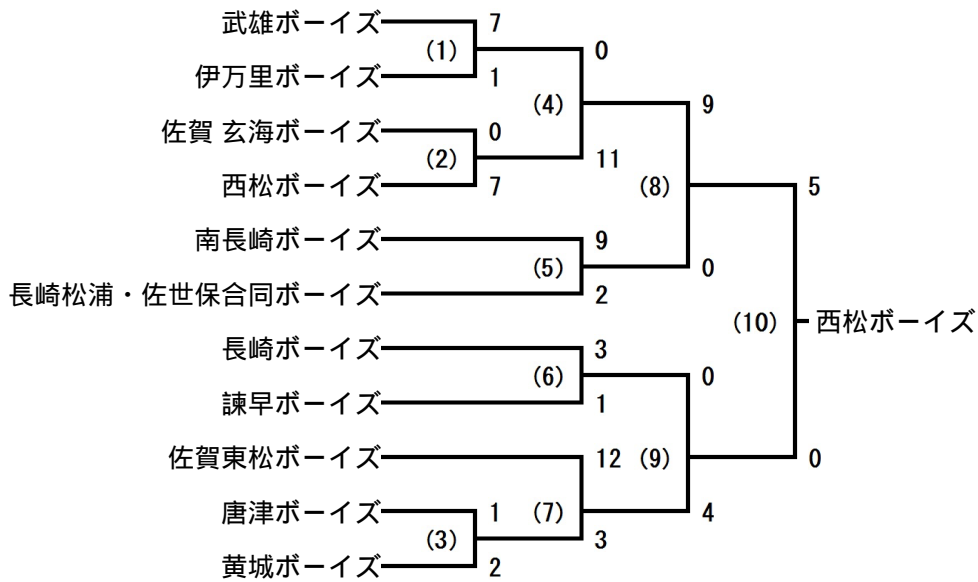 武雄ボーイズ 7
(1) 0
伊万里ボーイズ 1
(4) 9
佐賀 玄海ボーイズ 0
(2) 11
西松ボーイズ 7
(8) 5
南長崎ボーイズ 9
(5) 0
長崎松浦・佐世保合同ボーイズ 2
(10) 西松ボーイズ
長崎ボーイズ 3
(6) 0
諫早ボーイズ 1
佐賀東松ボーイズ 12 (9) 0
唐津ボーイズ 1 (7) 4
(3) 3
黄城ボーイズ 2